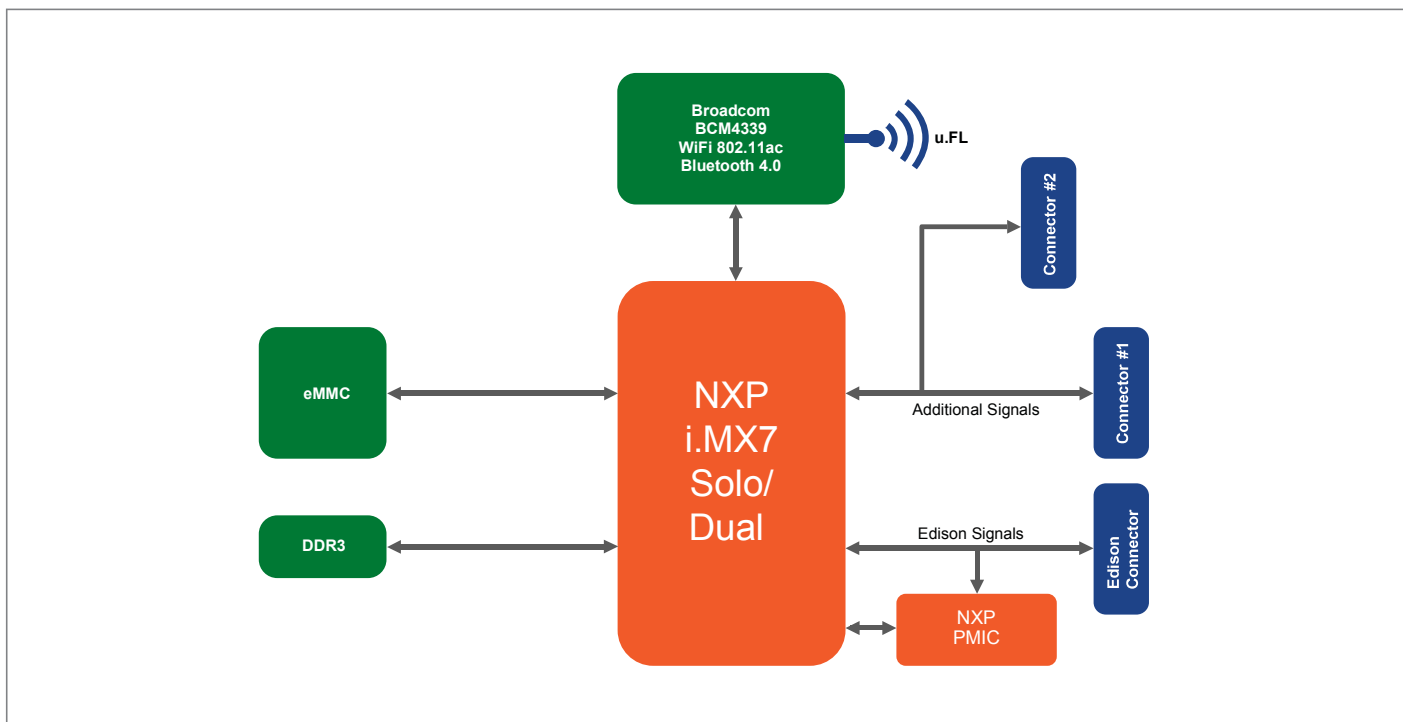 Broadcom
BCM4339
WiFi 802.11ac
Bluetooth 4.0
u.FL
Connector #2
eMMC
NXP
i.MX7
Solo/
Dual
Additional Signals
Connector #1
DDR3
Edison Signals
Edison
Connector
NXP
PMIC